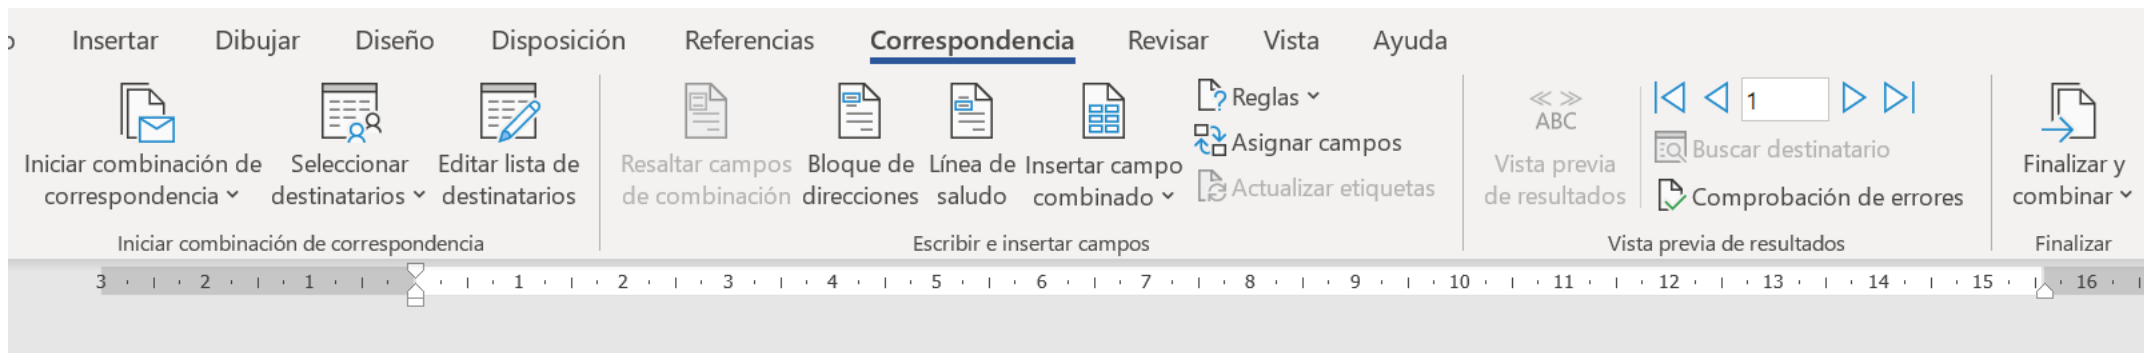 Insertar Dibujar Diseño Disposición Referencias Correspondencia Revisar Vista Ayuda
Iniciar combinación de
correspondencia
Seleccionar
destinatarios
Editar lista de
destinatarios
Iniciar combinación de correspondencia
Resaltar campos
de combinación
Bloque de
direcciones
Línea de
saludo
Insertar campo
combinado
Reglas
Asignar campos
Actualizar etiquetas
Escribir e insertar campos
ABC
Vista previa
de resultados
1
Buscar destinatario
Comprobación de errores
Vista previa de resultados
Finalizar y
combinar
Finalizar
3 2 1 1 2 3 4 5 6 7 8 9 10 11 12 13 14 15 16